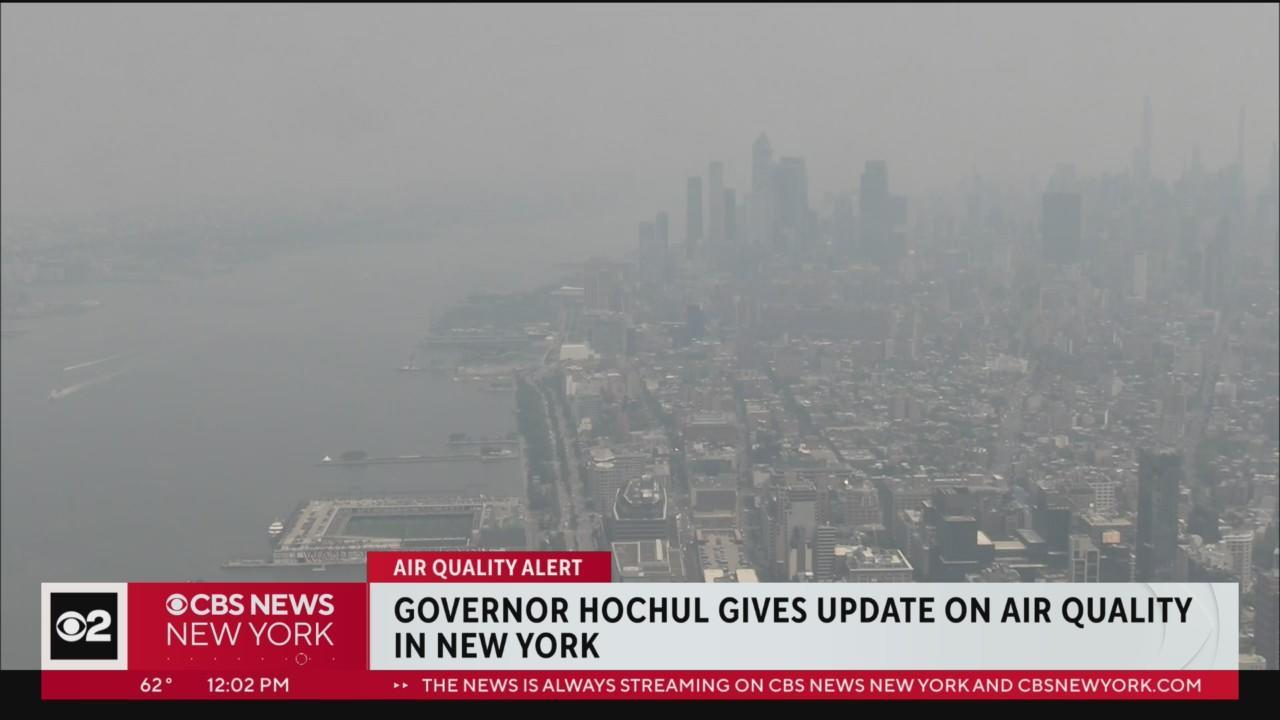 AIR QUALITY ALERT
2
CBS NEWS
NEW YORK
GOVERNOR HOCHUL GIVES UPDATE ON AIR QUALITY
IN NEW YORK
62° 12:02 PM
THE NEWS IS ALWAYS STREAMING ON CBS NEWS NEW YORK AND CBSNEWYORK.COM